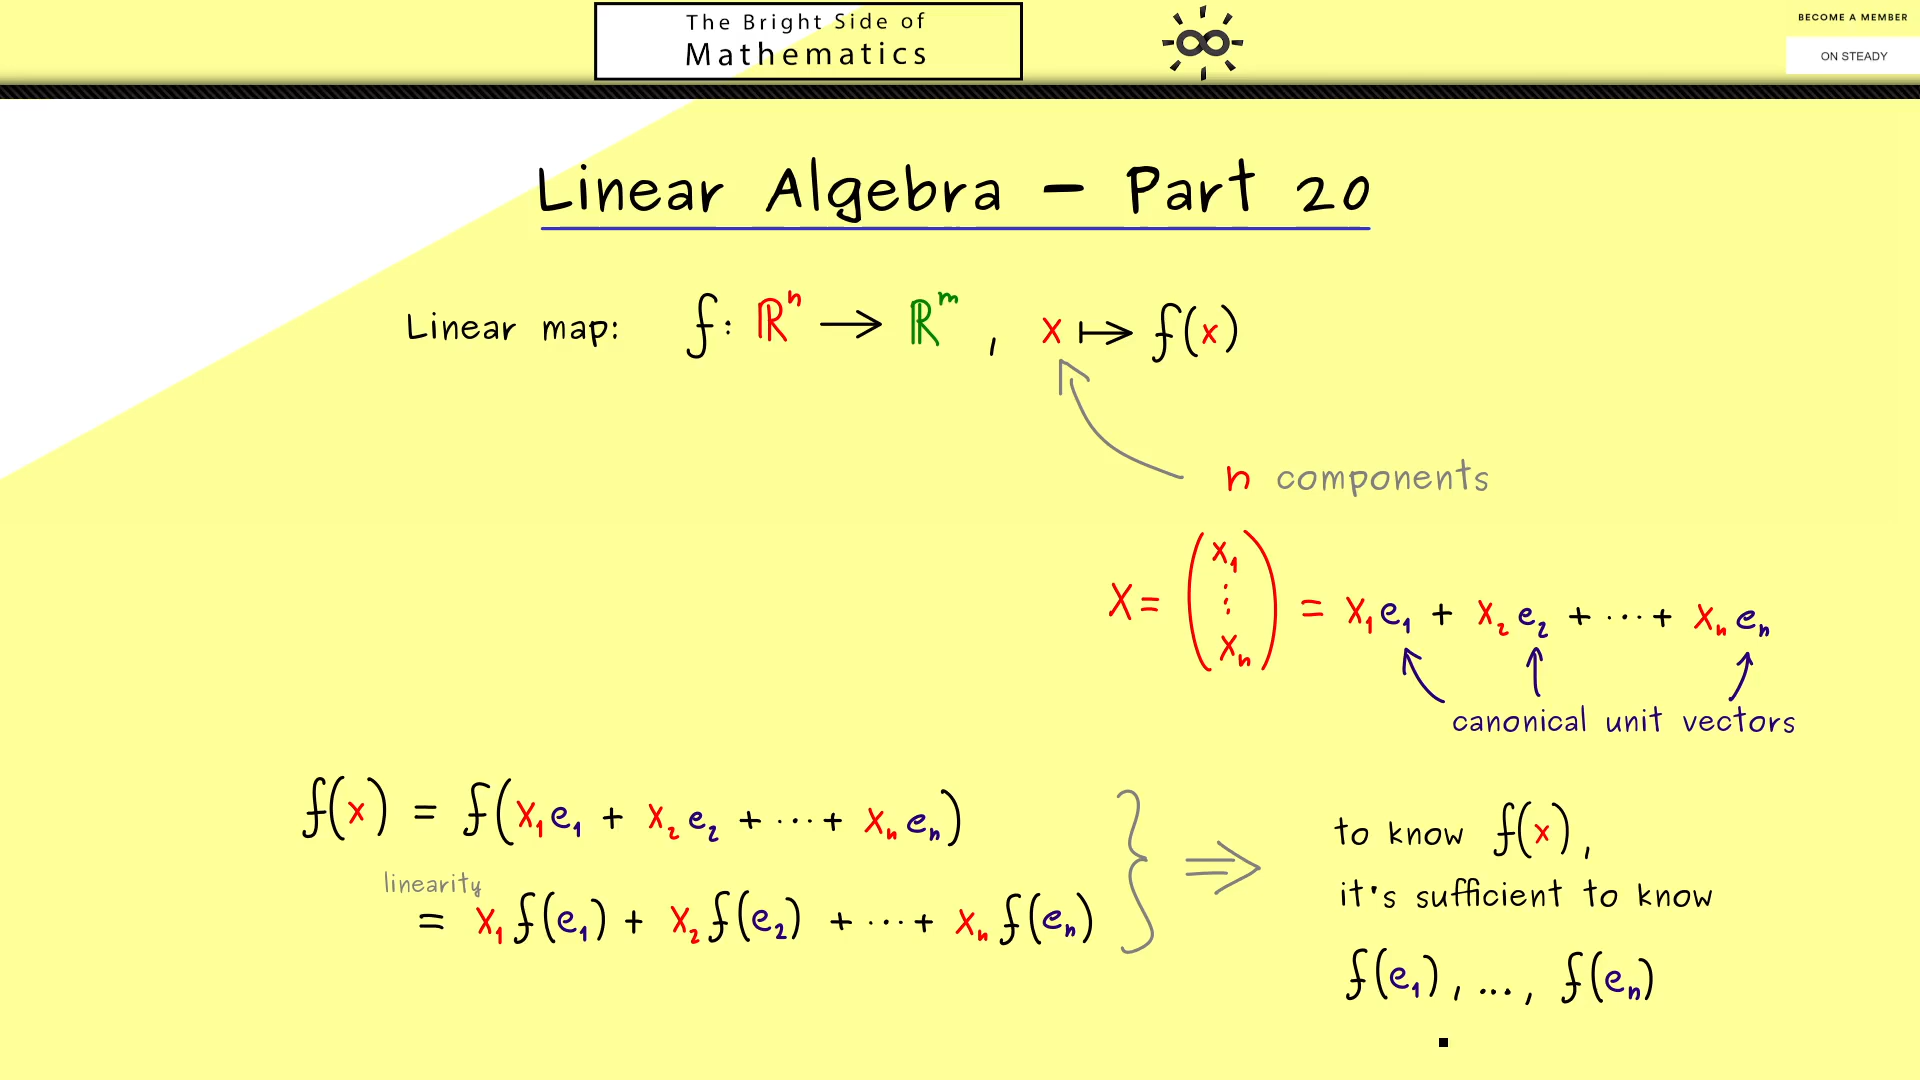 The Bright Side of
Mathematics
BECOME A MEMBER
ON STEADY
Linear Algebra – Part 20
Linear map: f: ℝⁿ ⟶ ℝᵐ , x ↦ f(x)
n components
x = (x₁ ⋮ xₙ) = x₁e₁ + x₂e₂ + ··· + xₙeₙ
canonical unit vectors
f(x) = f(x₁e₁ + x₂e₂ + ··· + xₙeₙ)
linearity
= x₁f(e₁) + x₂f(e₂) + ··· + xₙf(eₙ)
⟹ to know f(x),
it's sufficient to know
f(e₁), ..., f(eₙ)